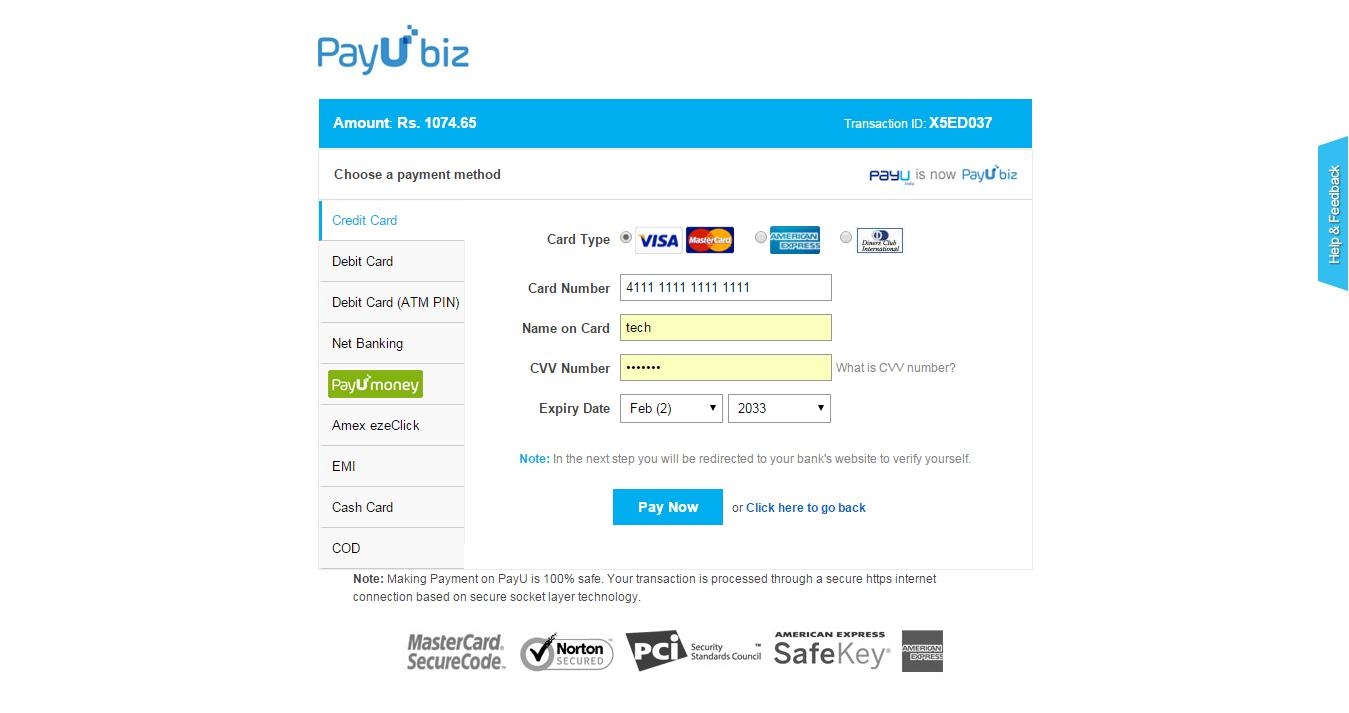 PayU biz
Amount: Rs. 1074.65
Transaction ID: X5ED037
Choose a payment method
PayU india is now PayU biz
Help & Feedback
Credit Card
Debit Card
Debit Card (ATM PIN)
Net Banking
PayU money
Amex ezeClick
EMI
Cash Card
COD
Card Type VISA MasterCard AMERICAN EXPRESS Diners Club International
Card Number 4111 1111 1111 1111
Name on Card tech
CVV Number ••••••• What is CVV number?
Expiry Date Feb (2) 2033
Note: In the next step you will be redirected to your bank's website to verify yourself.
Pay Now or Click here to go back
Note: Making Payment on PayU is 100% safe. Your transaction is processed through a secure https internet
connection based on secure socket layer technology.
MasterCard.
SecureCode.™
Norton™
SECURED
PCI Security
Standards Council ™
AMERICAN EXPRESS
SafeKey®
AMERICAN
EXPRESS